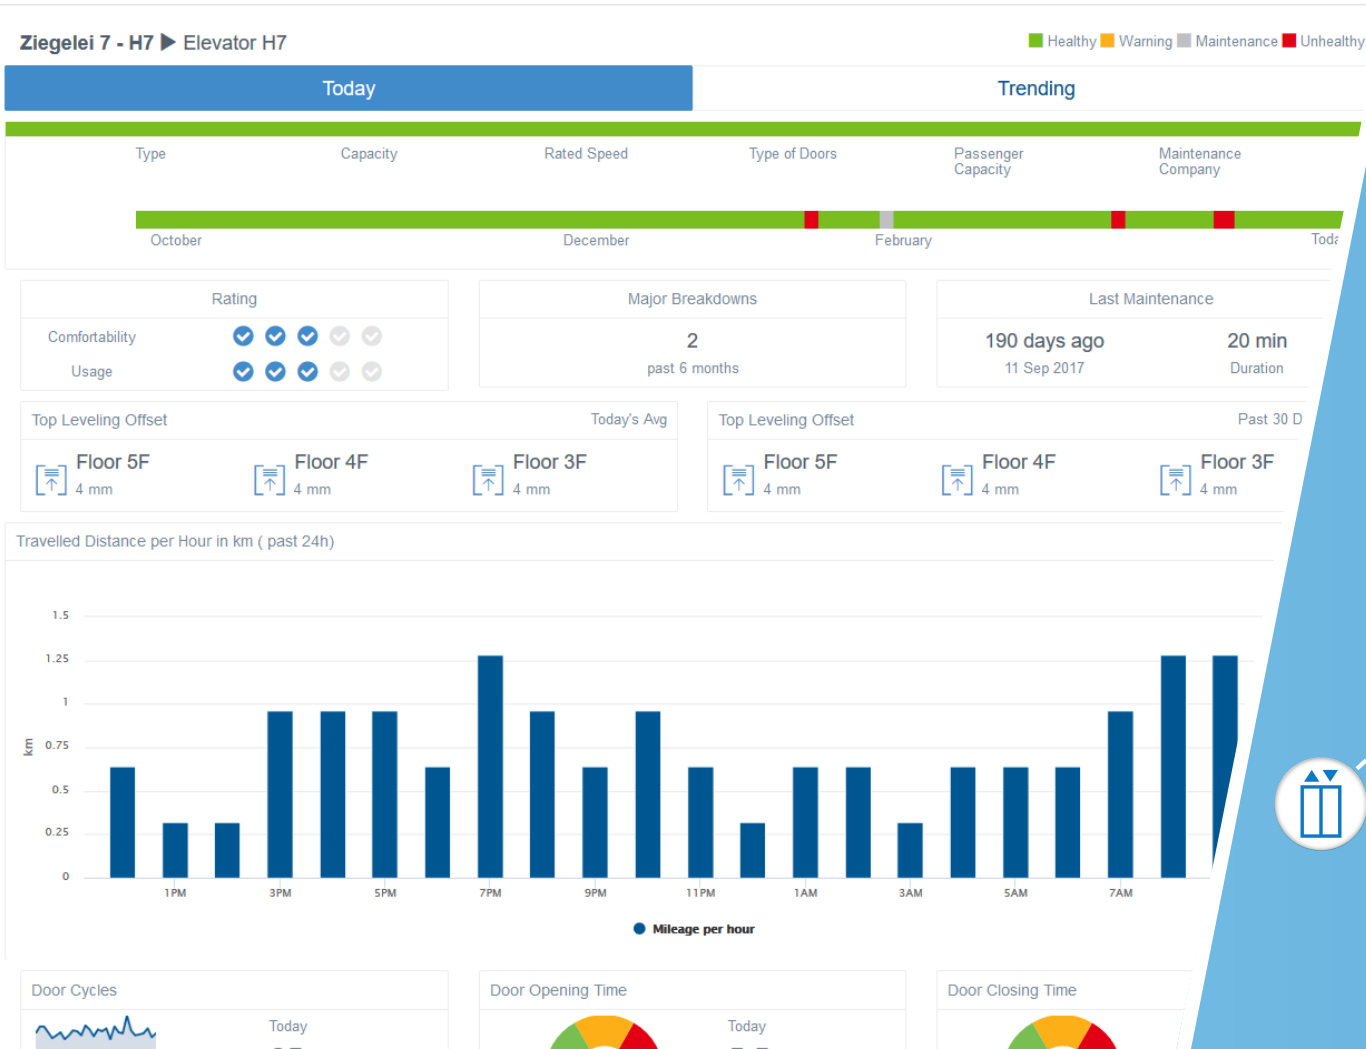 Ziegelei 7 - H7 ▶ Elevator H7
Healthy Warning Maintenance Unhealthy
Today Trending
Type Capacity Rated Speed Type of Doors Passenger Capacity Maintenance Company
October December February
Rating
Comfortability
Usage
Major Breakdowns
2
past 6 months
Last Maintenance
190 days ago 20 min
11 Sep 2017 Duration
Top Leveling Offset Today's Avg
Floor 5F Floor 4F Floor 3F
4 mm 4 mm 4 mm
Top Leveling Offset Past 30 D
Floor 5F Floor 4F Floor 3F
4 mm 4 mm 4 mm
Travelled Distance per Hour in km ( past 24h)
1.5
1.25
1
0.75
0.5
0.25
0
km
1PM 3PM 5PM 7PM 9PM 11PM 1AM 3AM 5AM 7AM
Mileage per hour
Door Cycles
Today
Door Opening Time
Today
Door Closing Time